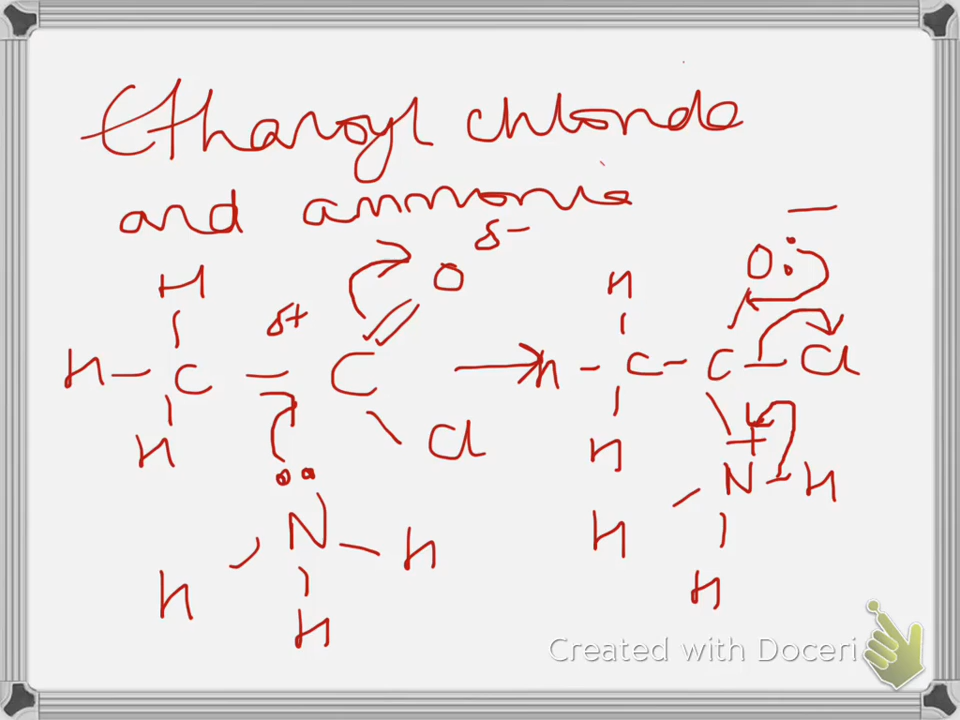 Ethanoyl chloride
and ammonia
δ-
H O O
δ+ H
H C C H C C Cl
H Cl H +
N H
N H H
H H
H
Created with Doceri